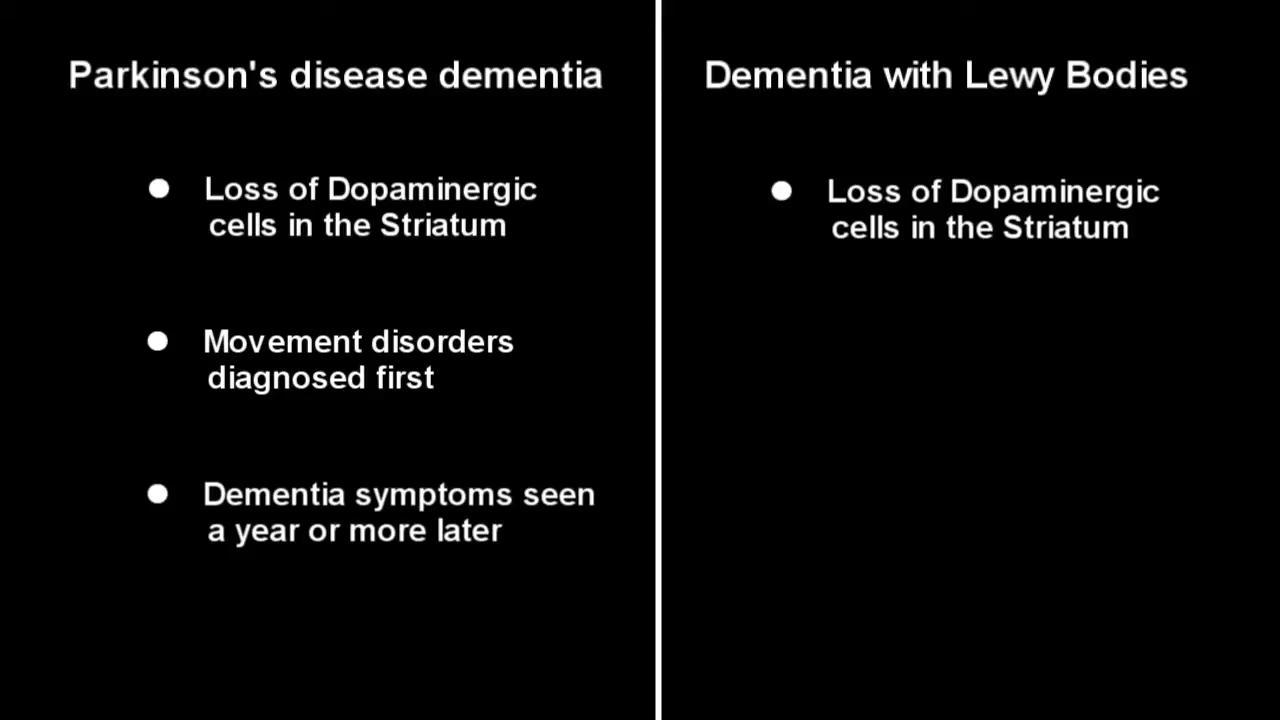 Parkinson's disease dementia
● Loss of Dopaminergic
cells in the Striatum
● Movement disorders
diagnosed first
● Dementia symptoms seen
a year or more later
Dementia with Lewy Bodies
● Loss of Dopaminergic
cells in the Striatum